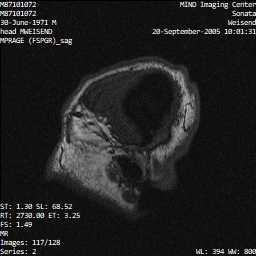 M87101072
M87101072
30-June-1971 M
head MWEISEND
MPRAGE (FSPGR)_sag
MIND Imaging Center
Sonata
Weisend
20-September-2005 10:01:31
ST: 1.30 SL: 68.52
RT: 2730.00 ET: 3.25
FS: 1.49
MR
Images: 117/128
Series: 2
WL: 394 WW: 800